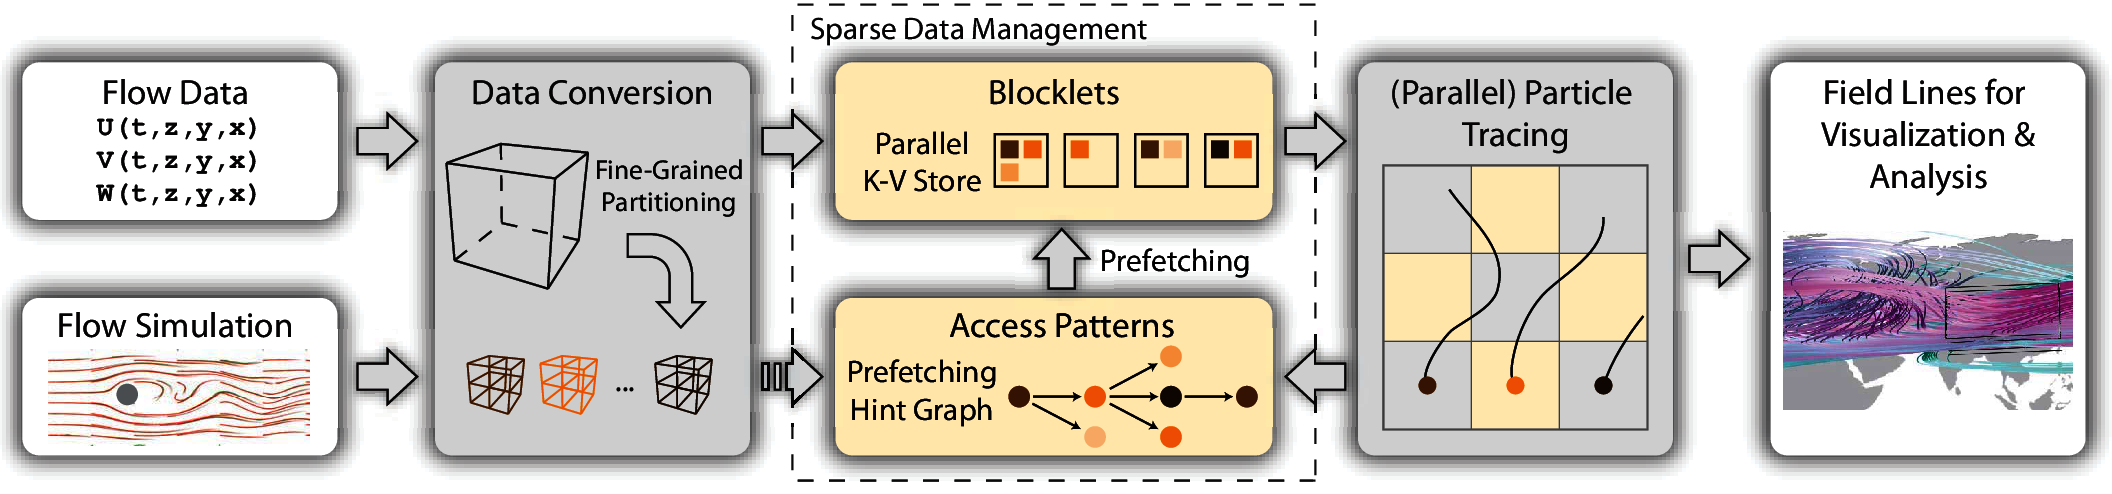 Flow Data
U(t,z,y,x)
V(t,z,y,x)
W(t,z,y,x)
Flow Simulation
Data Conversion
Fine-Grained
Partitioning
...
Sparse Data Management
Blocklets
Parallel
K-V Store
Prefetching
Access Patterns
Prefetching
Hint Graph
(Parallel) Particle
Tracing
Field Lines for
Visualization &
Analysis